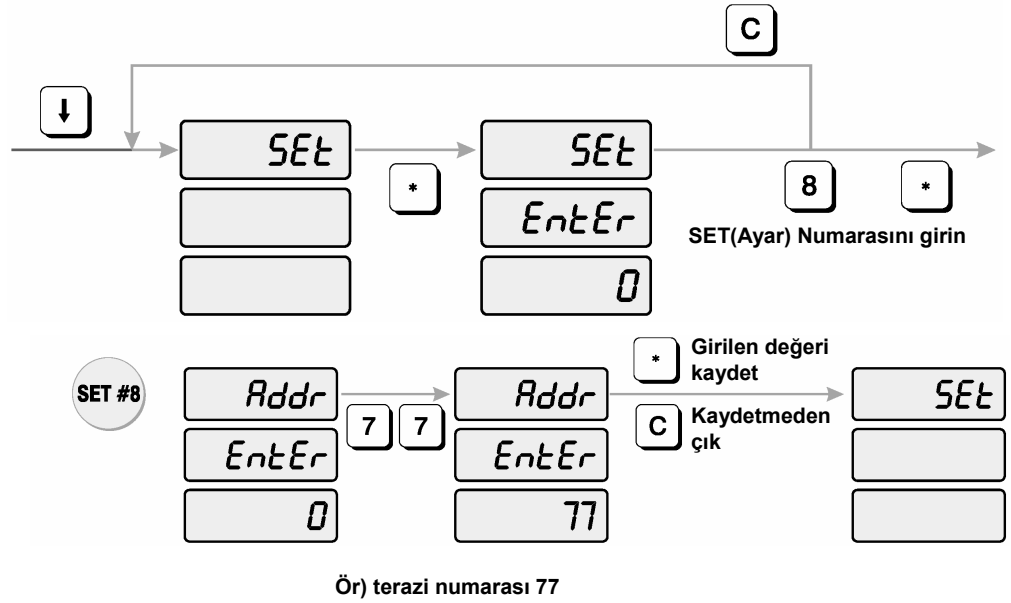 C
↓
SEt
SEt
*
8
*
EntEr
SET(Ayar) Numarasını girin
0
* Girilen değeri
kaydet
SET #8
Addr
Addr
SEt
7 7
C Kaydetmeden
çık
EntEr
EntEr
0
77
Ör) terazi numarası 77